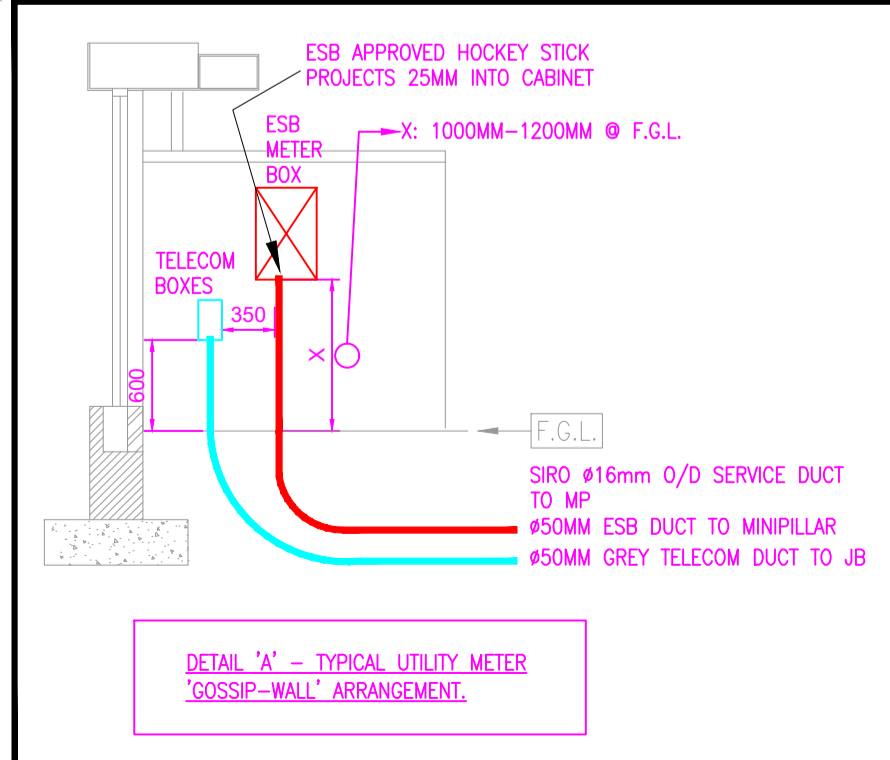 ESB APPROVED HOCKEY STICK
PROJECTS 25MM INTO CABINET
ESB
METER
BOX
X: 1000MM-1200MM @ F.G.L.
TELECOM
BOXES
350
X
600
F.G.L.
SIRO ø16mm O/D SERVICE DUCT
TO MP
ø50MM ESB DUCT TO MINIPILLAR
ø50MM GREY TELECOM DUCT TO JB
DETAIL 'A' - TYPICAL UTILITY METER
'GOSSIP-WALL' ARRANGEMENT.